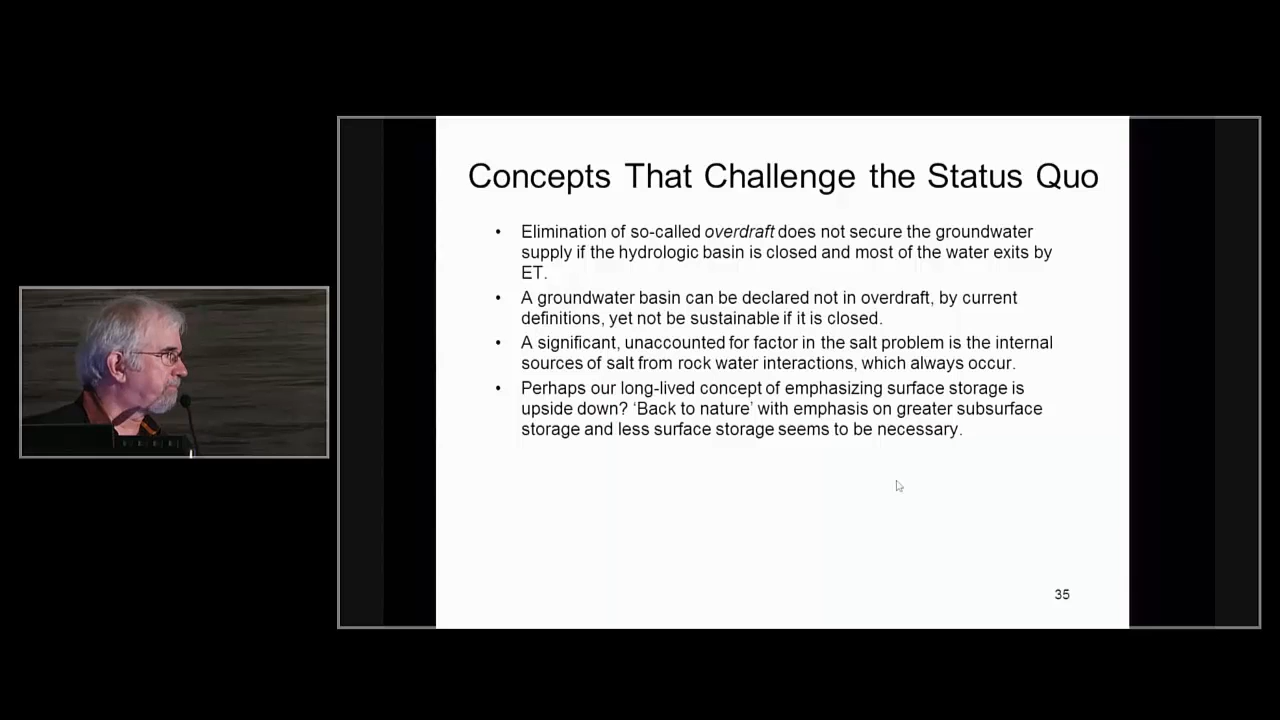 Concepts That Challenge the Status Quo
• Elimination of so-called overdraft does not secure the groundwater
supply if the hydrologic basin is closed and most of the water exits by
ET.
• A groundwater basin can be declared not in overdraft, by current
definitions, yet not be sustainable if it is closed.
• A significant, unaccounted for factor in the salt problem is the internal
sources of salt from rock water interactions, which always occur.
• Perhaps our long-lived concept of emphasizing surface storage is
upside down? ‘Back to nature’ with emphasis on greater subsurface
storage and less surface storage seems to be necessary.
35